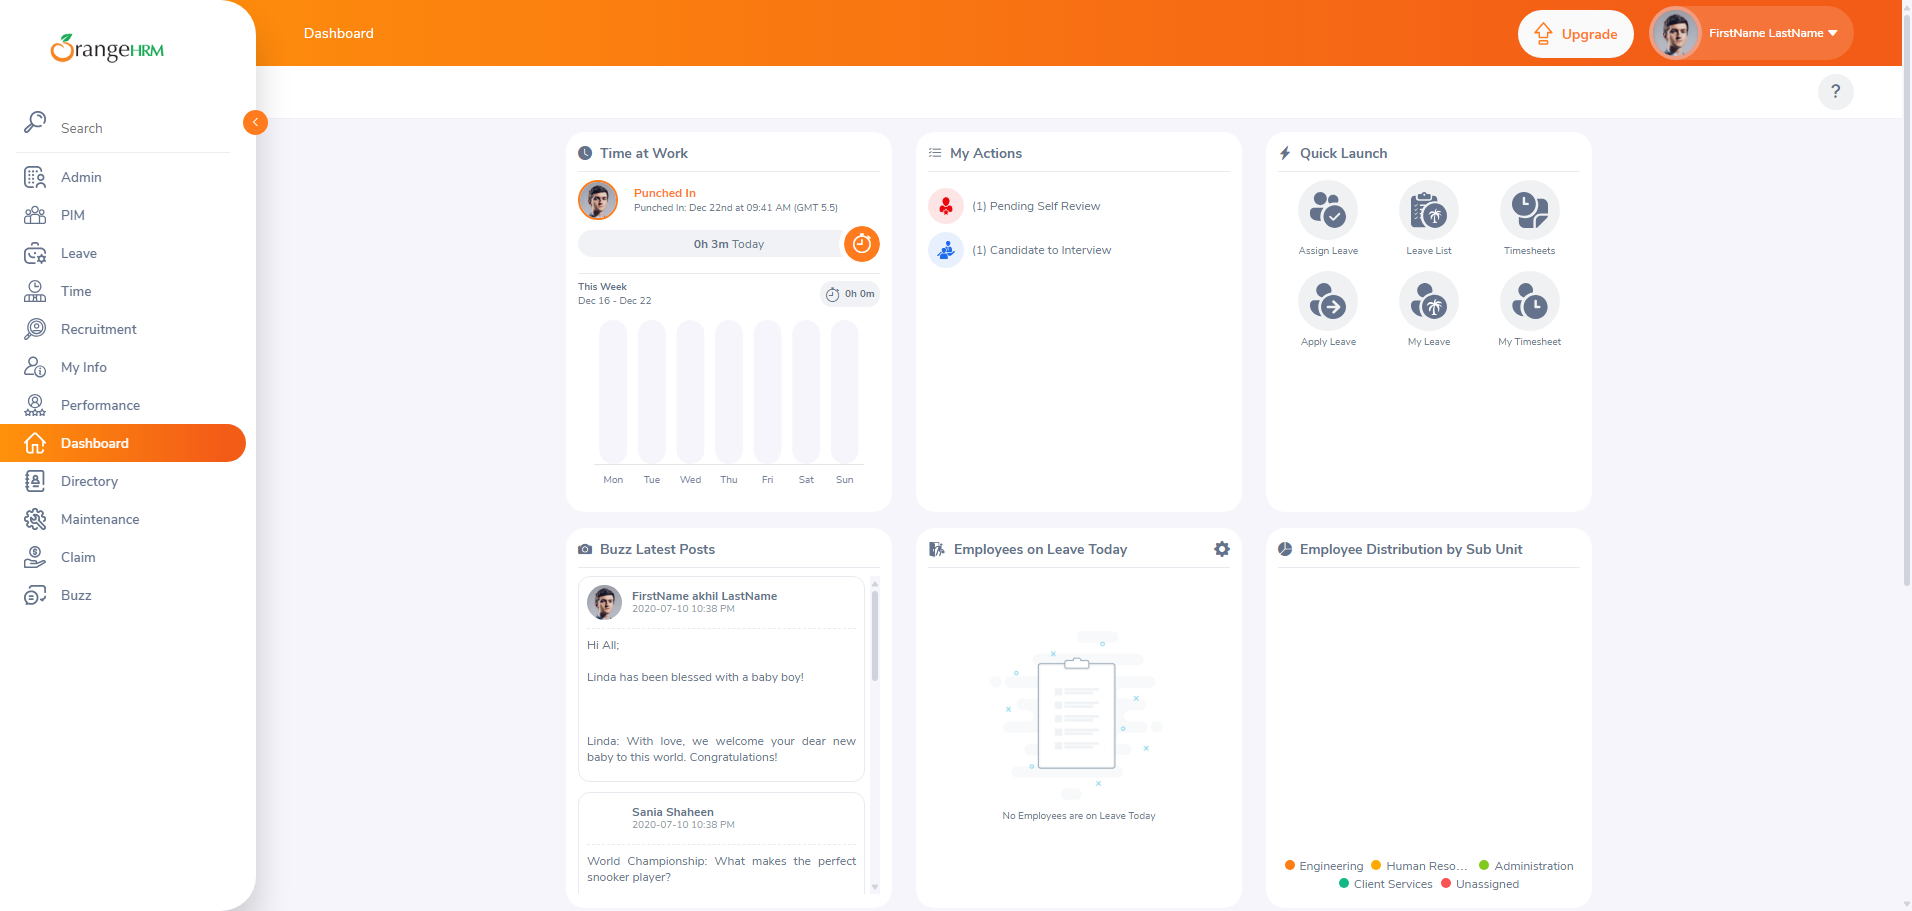 OrangeHRM
Dashboard
Upgrade
FirstName LastName
?
Search
Admin
PIM
Leave
Time
Recruitment
My Info
Performance
Dashboard
Directory
Maintenance
Claim
Buzz
Time at Work
Punched In
Punched In: Dec 22nd at 09:41 AM (GMT 5.5)
0h 3m Today
This Week
Dec 16 - Dec 22
0h 0m
Mon Tue Wed Thu Fri Sat Sun
My Actions
(1) Pending Self Review
(1) Candidate to Interview
Quick Launch
Assign Leave Leave List Timesheets
Apply Leave My Leave My Timesheet
Buzz Latest Posts
FirstName akhil LastName
2020-07-10 10:38 PM
Hi All;
Linda has been blessed with a baby boy!
Linda: With love, we welcome your dear new
baby to this world. Congratulations!
Sania Shaheen
2020-07-10 10:38 PM
World Championship: What makes the perfect
snooker player?
Employees on Leave Today
No Employees are on Leave Today
Employee Distribution by Sub Unit
Engineering Human Reso... Administration
Client Services Unassigned